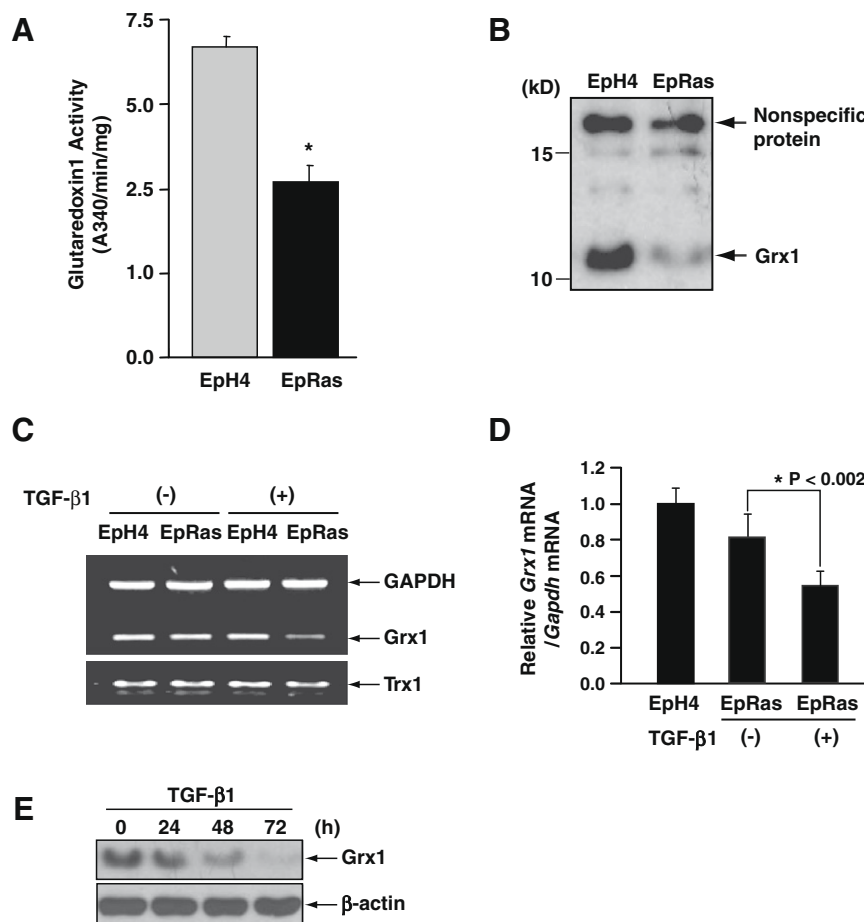 A
Glutaredoxin1 Activity
(A340/min/mg)
7.5
5.0
2.5
1.0
0.0
*
EpH4
EpRas
B
(kD)
EpH4 EpRas
Nonspecific
protein
15
Grx1
10
C
TGF-β1
(-)
(+)
EpH4 EpRas EpH4 EpRas
GAPDH
Grx1
Trx1
D
Relative Grx1 mRNA
/Gapdh mRNA
1.2
1.0
0.8
0.6
0.4
0.2
0.0
* P < 0.002
EpH4 EpRas EpRas
TGF-β1 (-) (+)
E
TGF-β1
0 24 48 72 (h)
Grx1
β-actin